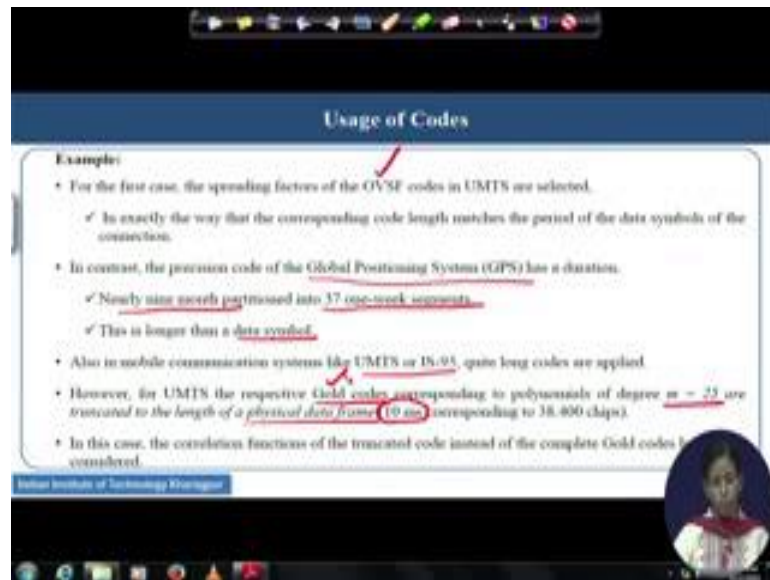 Usage of Codes
Example:
• For the first case, the spreading factors of the OVSF codes in UMTS are selected,
✓ In exactly the way that the corresponding code length matches the period of the data symbols of the
connection.
• In contrast, the precision code of the Global Positioning System (GPS) has a duration,
✓ Nearly nine month partitioned into 37 one-week segments.
✓ This is longer than a data symbol.
• Also in mobile communication systems like UMTS or IS-95, quite long codes are applied
• However, for UMTS the respective Gold codes corresponding to polynomials of degree m = 25 are
truncated to the length of a physical data frame 10 ms corresponding to 38.400 chips).
• In this case, the correlation functions of the truncated code instead of the complete Gold codes
considered.
Indian Institute of Technology Kharagpur